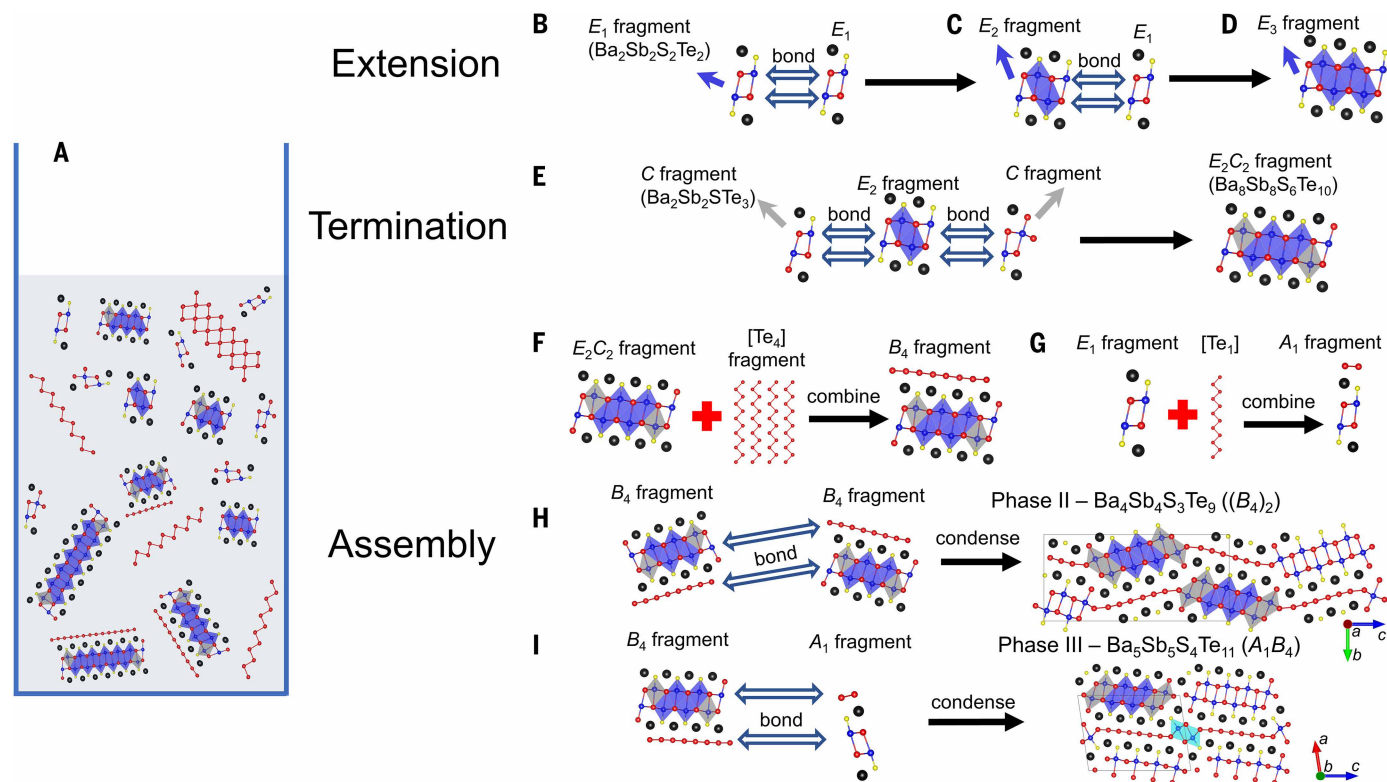 Extension
B
E₁ fragment
(Ba₂Sb₂S₂Te₂)
E₁
bond
C
E₂ fragment
E₁
bond
D
E₃ fragment
A
Termination
E
C fragment
(Ba₂Sb₂STe₃)
E₂ fragment
C fragment
bond
bond
E₂C₂ fragment
(Ba₈Sb₈S₆Te₁₀)
Assembly
F
E₂C₂ fragment
[Te₄]
fragment
combine
B₄ fragment
G
E₁ fragment
[Te₁]
combine
A₁ fragment
H
B₄ fragment
B₄ fragment
bond
condense
Phase II – Ba₄Sb₄S₃Te₉ ((B₄)₂)
a
c
b
I
B₄ fragment
A₁ fragment
bond
condense
Phase III – Ba₅Sb₅S₄Te₁₁ (A₁B₄)
a
b
c